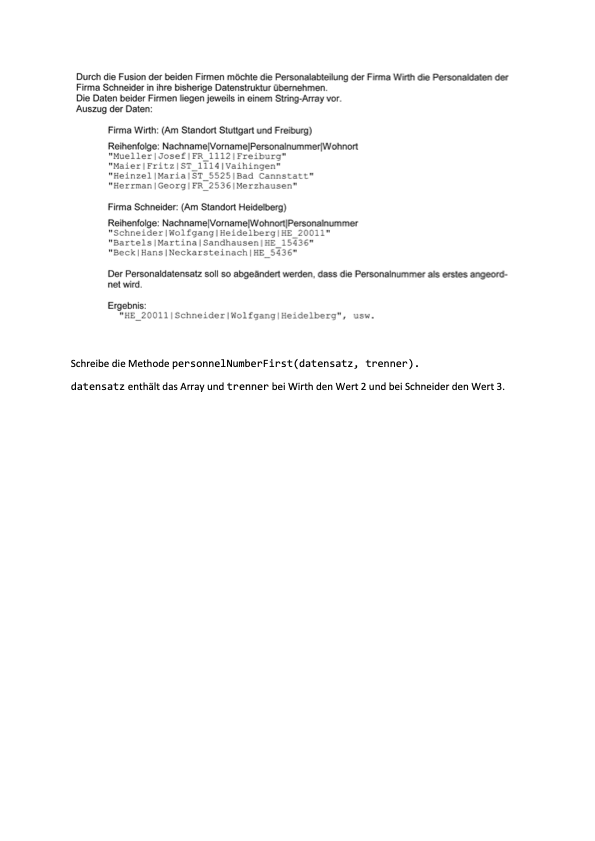 Durch die Fusion der beiden Firmen möchte die Personalabteilung der Firma Wirth die Personaldaten der
Firma Schneider in ihre bisherige Datenstruktur übernehmen.
Die Daten beider Firmen liegen jeweils in einem String-Array vor.
Auszug der Daten:
Firma Wirth: (Am Standort Stuttgart und Freiburg)
Reihenfolge: Nachname|Vorname|Personalnummer|Wohnort
"Mueller|Josef|FR_1112|Freiburg"
"Maier|Fritz|ST_1114|Vaihingen"
"Heinzel|Maria|ST_5525|Bad Cannstatt"
"Herrman|Georg|FR_2536|Merzhausen"
Firma Schneider: (Am Standort Heidelberg)
Reihenfolge: Nachname|Vorname|Wohnort|Personalnummer
"Schneider|Wolfgang|Heidelberg|HE_20011"
"Bartels|Martina|Sandhausen|HE_15436"
"Beck|Hans|Neckarsteinach|HE_5436"
Der Personaldatensatz soll so abgeändert werden, dass die Personalnummer als erstes angeord-
net wird.
Ergebnis:
"HE_20011|Schneider|Wolfgang|Heidelberg", usw.
Schreibe die Methode personnelNumberFirst(datensatz, trenner).
datensatz enthält das Array und trenner bei Wirth den Wert 2 und bei Schneider den Wert 3.